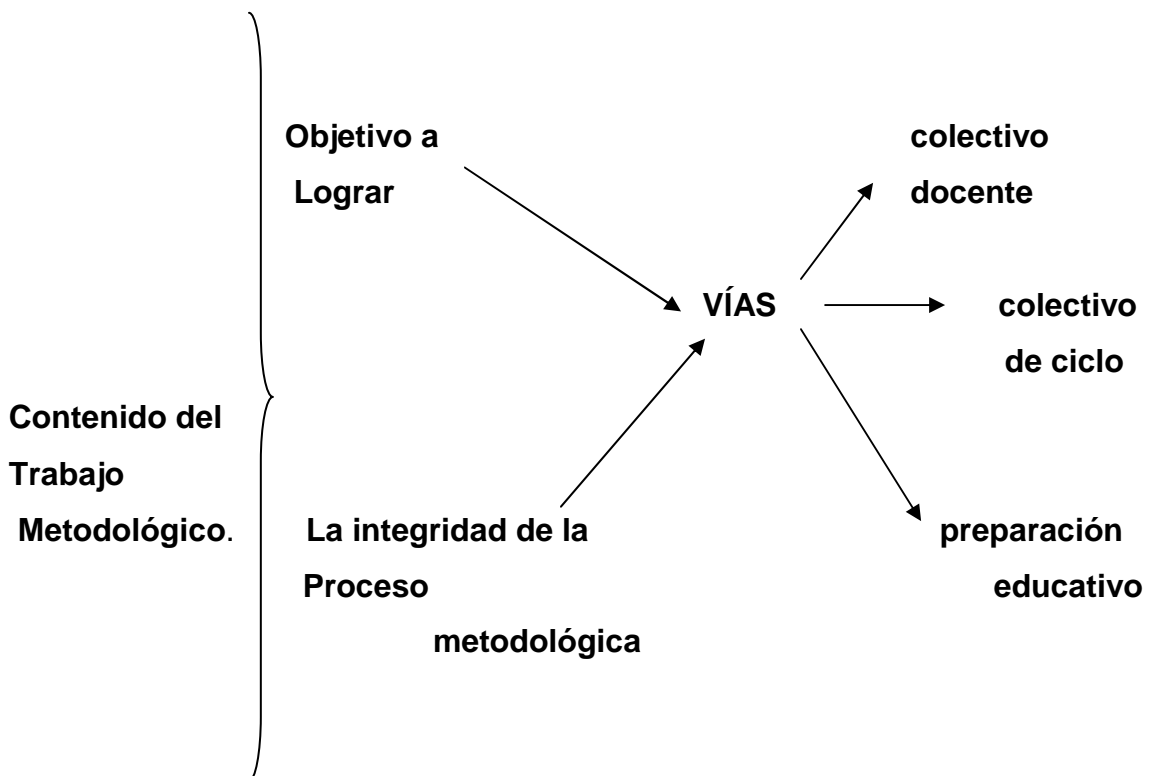 Contenido del
Trabajo
Metodológico.
Objetivo a
Lograr
La integridad de la
Proceso
metodológica
VÍAS
colectivo
docente
colectivo
de ciclo
preparación
educativo